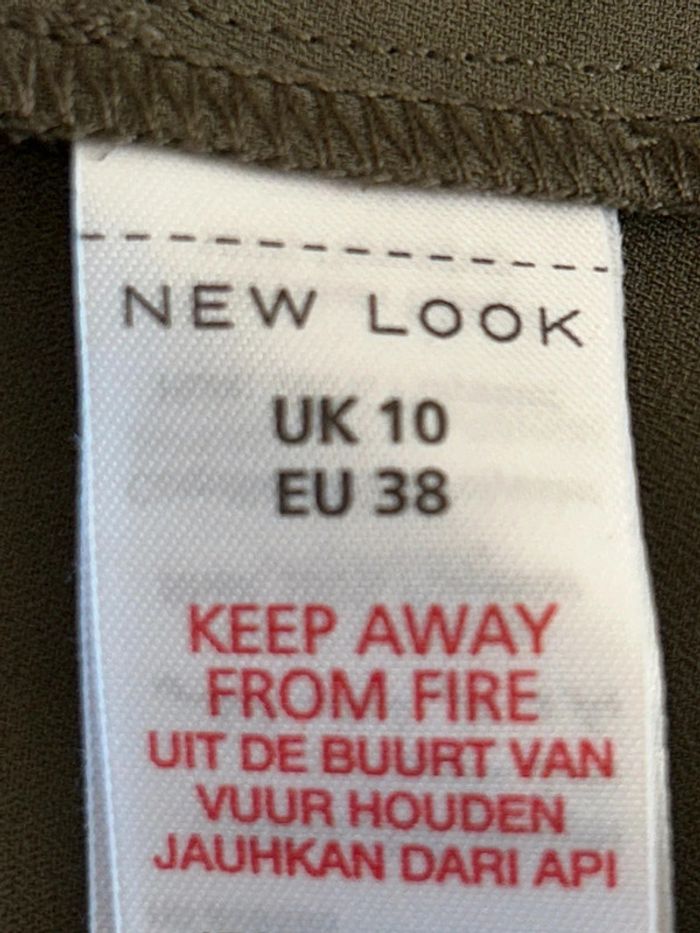 NEW LOOK
UK 10
EU 38
KEEP AWAY
FROM FIRE
UIT DE BUURT VAN
VUUR HOUDEN
JAUHKAN DARI API